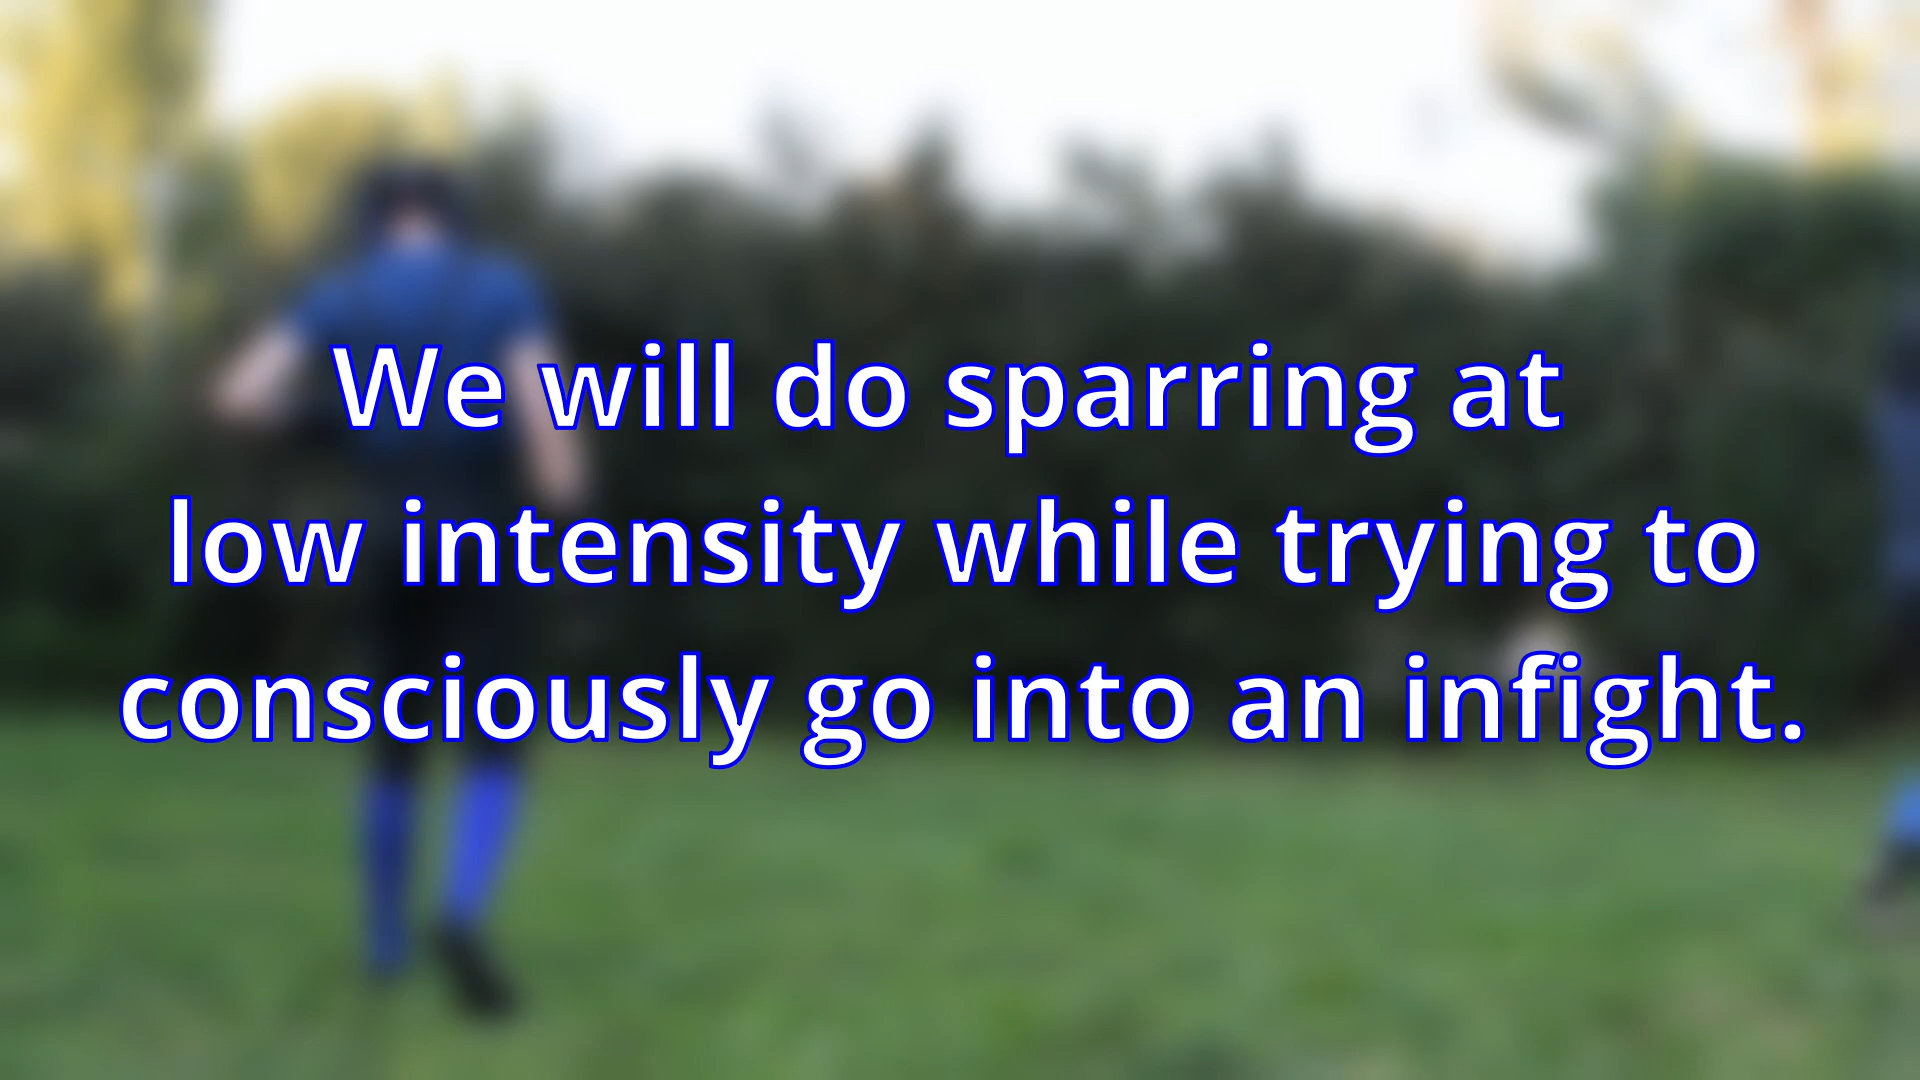 We will do sparring at
low intensity while trying to
consciously go into an infight.